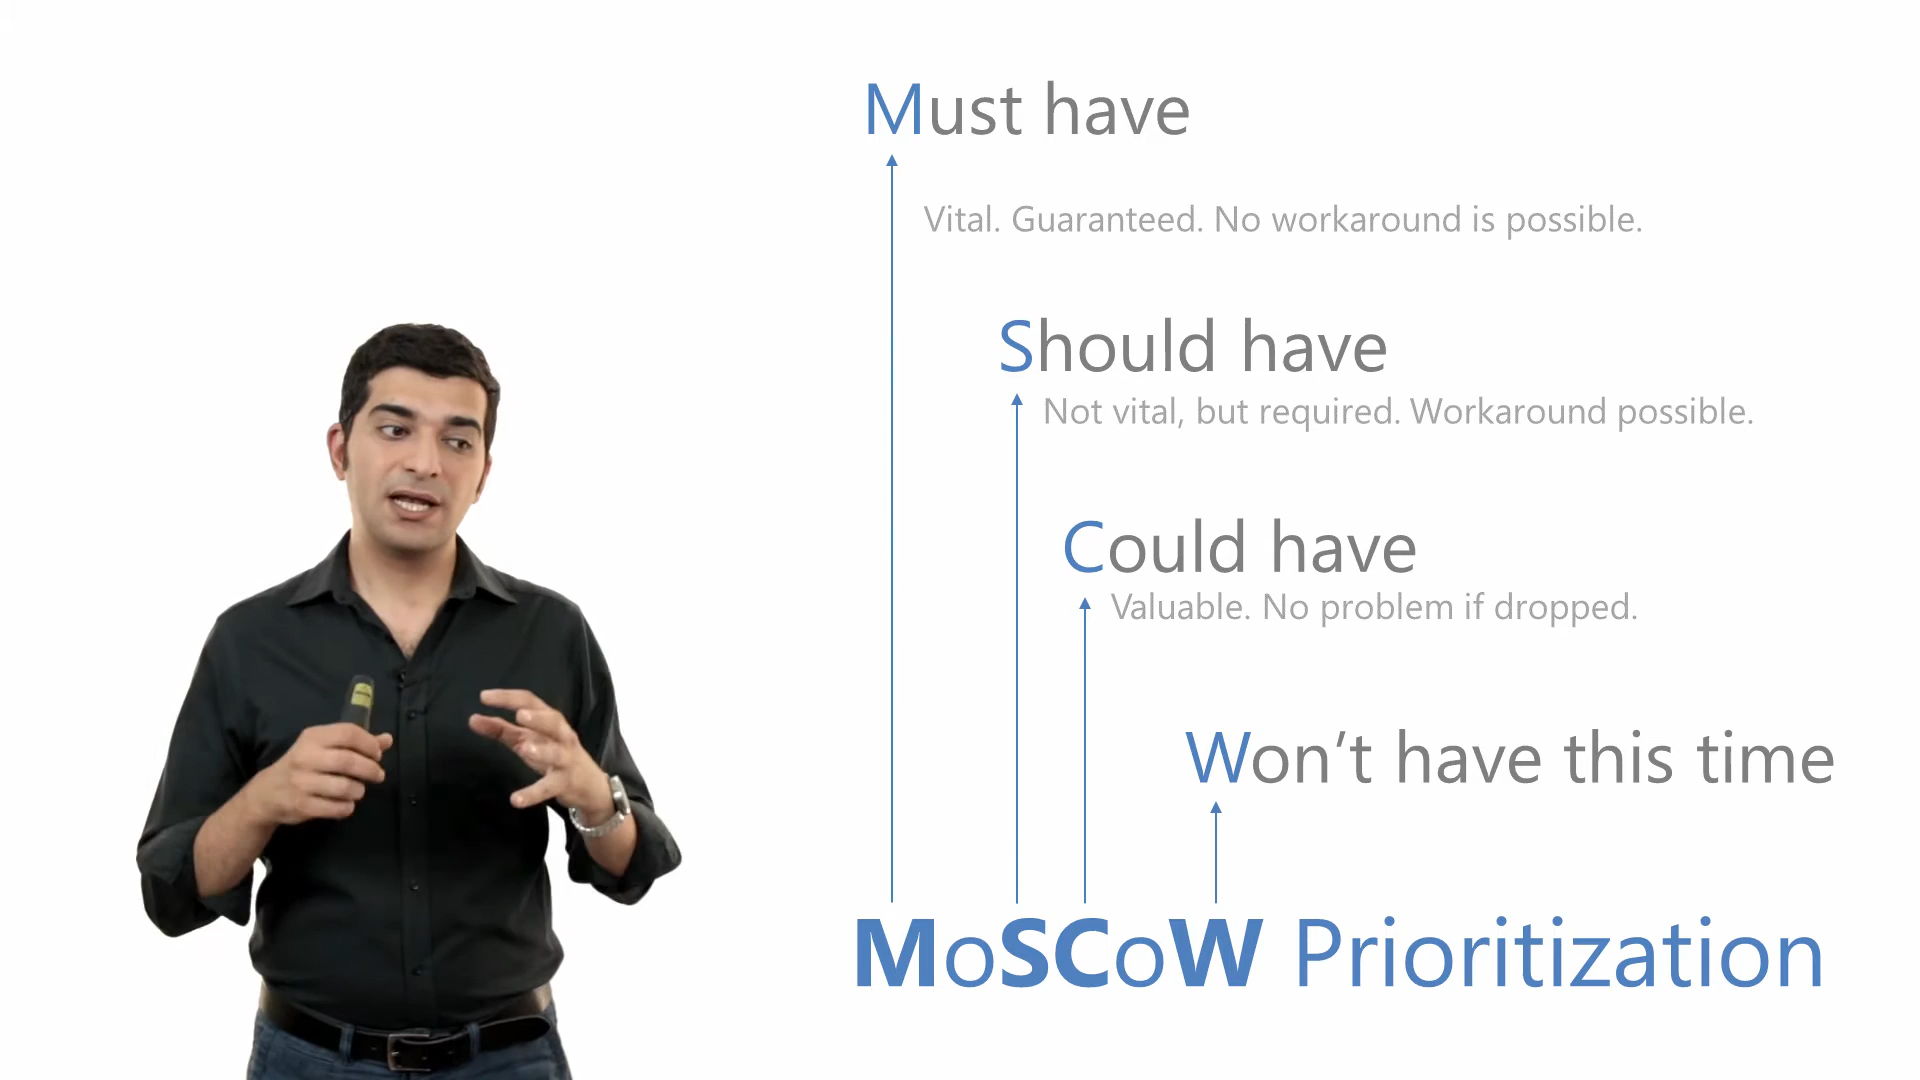 Must have
Vital. Guaranteed. No workaround is possible.
Should have
Not vital, but required. Workaround possible.
Could have
Valuable. No problem if dropped.
Won’t have this time
MoSCoW Prioritization